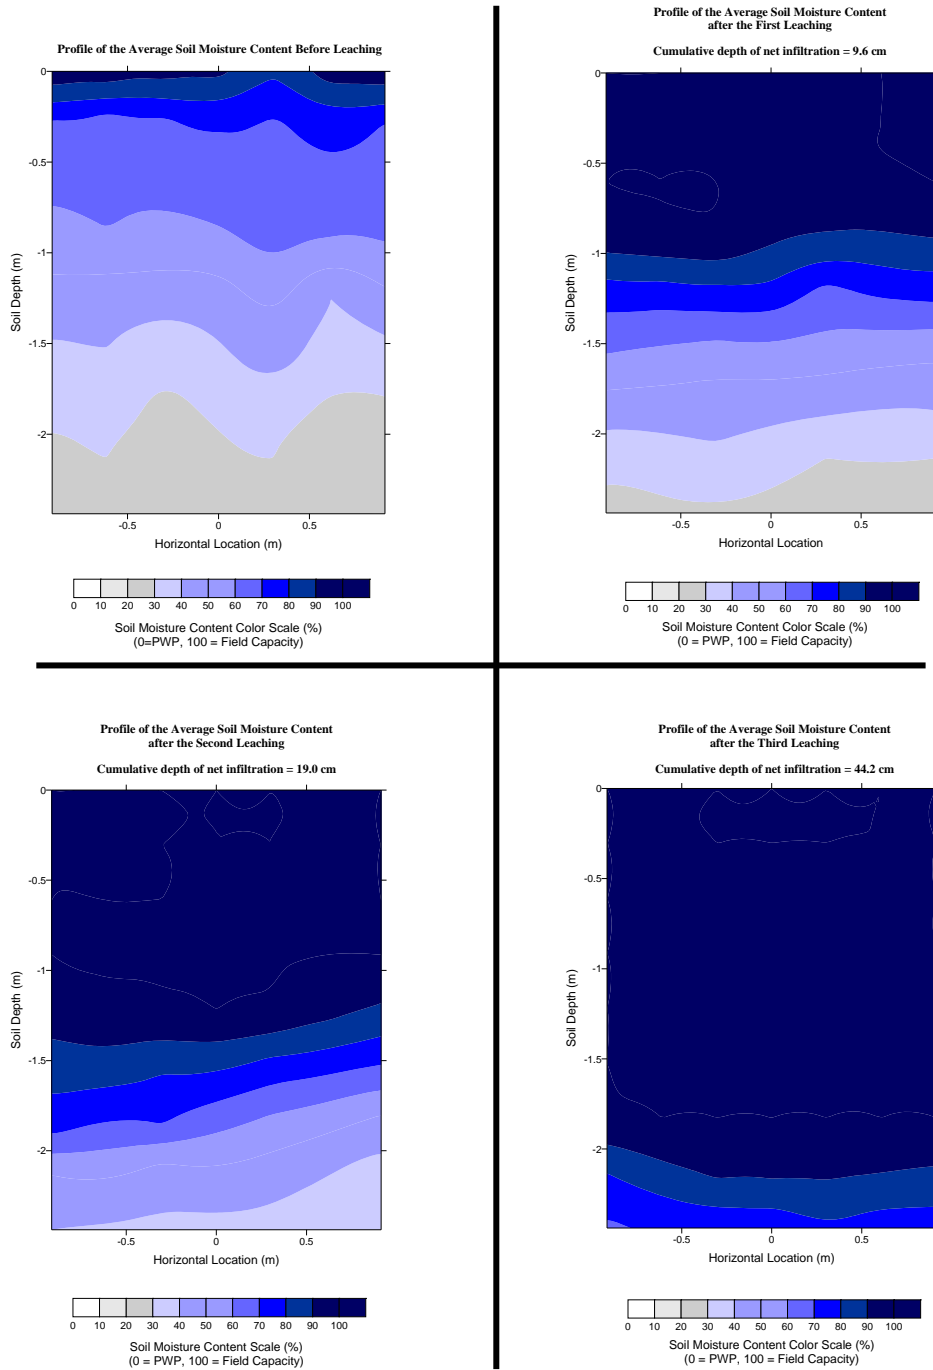 Profile of the Average Soil Moisture Content Before Leaching
0
-0.5
-1
-1.5
-2
Soil Depth (m)
-0.5 0 0.5
Horizontal Location (m)
0 10 20 30 40 50 60 70 80 90 100
Soil Moisture Content Color Scale (%)
(0=PWP, 100 = Field Capacity)
Profile of the Average Soil Moisture Content
after the First Leaching
Cumulative depth of net infiltration = 9.6 cm
0
-0.5
-1
-1.5
-2
Soil Depth (m)
-0.5 0 0.5
Horizontal Location
0 10 20 30 40 50 60 70 80 90 100
Soil Moisture Content Color Scale (%)
(0 = PWP, 100 = Field Capacity)
Profile of the Average Soil Moisture Content
after the Second Leaching
Cumulative depth of net infiltration = 19.0 cm
0
-0.5
-1
-1.5
-2
Soil Depth (m)
-0.5 0 0.5
Horizontal Location (m)
0 10 20 30 40 50 60 70 80 90 100
Soil Moisture Content Scale (%)
(0 = PWP, 100 = Field Capacity)
Profile of the Average Soil Moisture Content
after the Third Leaching
Cumulative depth of net infiltration = 44.2 cm
0
-0.5
-1
-1.5
-2
Soil Depth (m)
-0.5 0 0.5
Horizontal Location (m)
0 10 20 30 40 50 60 70 80 90 100
Soil Moisture Content Color Scale (%)
(0 = PWP, 100 = Field Capacity)